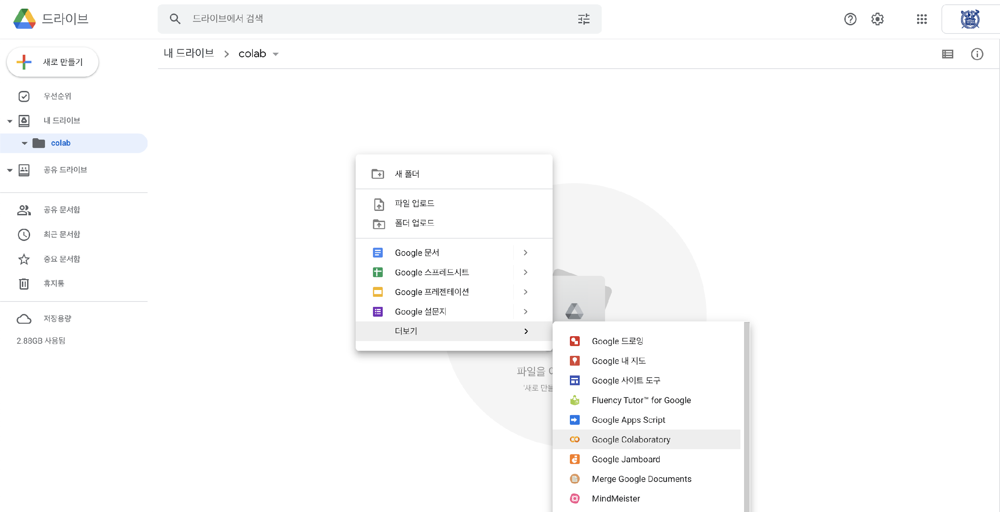 드라이브
드라이브에서 검색
새로 만들기
내 드라이브 > colab
우선순위
내 드라이브
colab
공유 드라이브
공유 문서함
최근 문서함
중요 문서함
휴지통
저장용량
2.88GB 사용됨
새 폴더
파일 업로드
폴더 업로드
Google 문서
Google 스프레드시트
Google 프레젠테이션
Google 설문지
더보기
파일을
'새로 만들
Google 드로잉
Google 내 지도
Google 사이트 도구
Fluency Tutor™ for Google
Google Apps Script
Google Colaboratory
Google Jamboard
Merge Google Documents
MindMeister